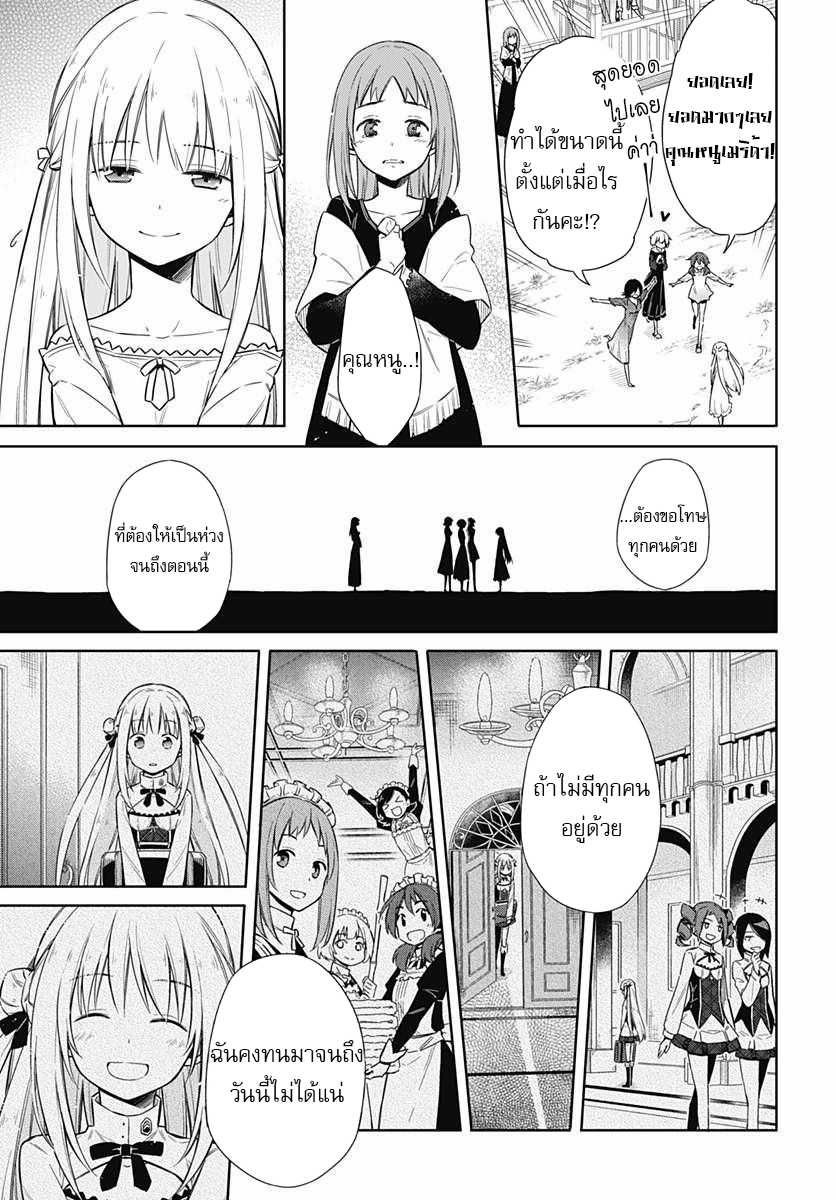 ยอดเลย!
ยอดมากๆเลย
คุณหนูเมริด้า!
สุดยอด
ไปเลย
ค่าา
ทำได้ขนาดนี้
ตั้งแต่เมื่อไร
กันคะ!?
คุณหนู..!
...ต้องขอโทษ
ทุกคนด้วย
ที่ต้องให้เป็นห่วง
จนถึงตอนนี้
ถ้าไม่มีทุกคน
อยู่ด้วย
ฉันคงทนมาจนถึง
วันนี้ไม่ได้แน่